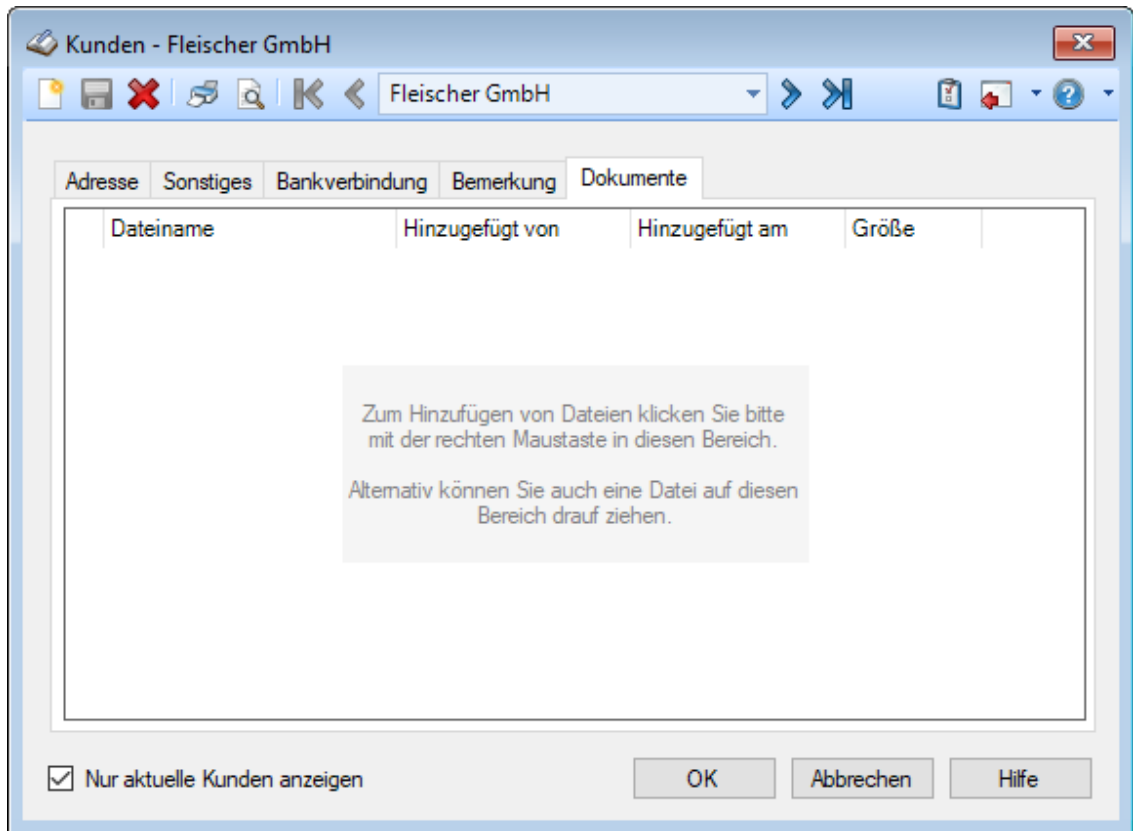 Kunden - Fleischer GmbH
Fleischer GmbH
Adresse Sonstiges Bankverbindung Bemerkung Dokumente
Dateiname Hinzugefügt von Hinzugefügt am Größe
Zum Hinzufügen von Dateien klicken Sie bitte
mit der rechten Maustaste in diesen Bereich.
Alternativ können Sie auch eine Datei auf diesen
Bereich drauf ziehen.
Nur aktuelle Kunden anzeigen OK Abbrechen Hilfe